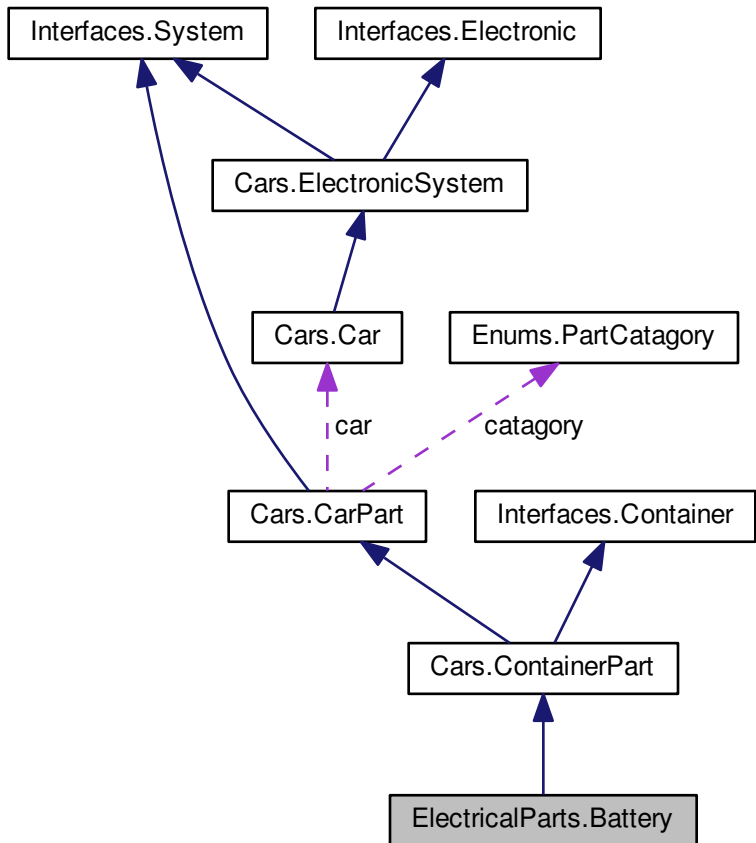 Interfaces.System
Interfaces.Electronic
Cars.ElectronicSystem
Cars.Car
Enums.PartCatagory
car
catagory
Cars.CarPart
Interfaces.Container
Cars.ContainerPart
ElectricalParts.Battery